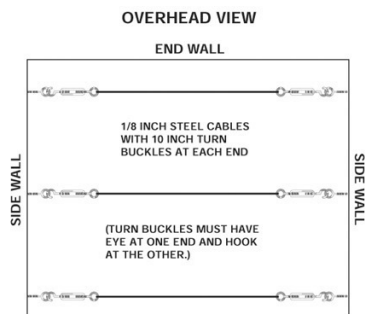 OVERHEAD VIEW
END WALL
1/8 INCH STEEL CABLES
WITH 10 INCH TURN
BUCKLES AT EACH END
SIDE WALL
SIDE WALL
(TURN BUCKLES MUST HAVE
EYE AT ONE END AND HOOK
AT THE OTHER.)